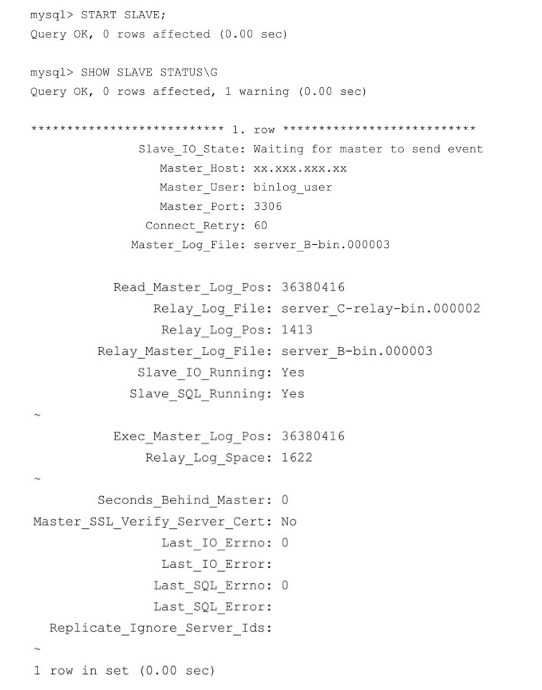 mysql> START SLAVE;
Query OK, 0 rows affected (0.00 sec)
mysql> SHOW SLAVE STATUS\G
Query OK, 0 rows affected, 1 warning (0.00 sec)
*************************** 1. row ***************************
Slave_IO_State: Waiting for master to send event
Master_Host: xx.xxx.xxx.xx
Master_User: binlog_user
Master_Port: 3306
Connect_Retry: 60
Master_Log_File: server_B-bin.000003
Read_Master_Log_Pos: 36380416
Relay_Log_File: server_C-relay-bin.000002
Relay_Log_Pos: 1413
Relay_Master_Log_File: server_B-bin.000003
Slave_IO_Running: Yes
Slave_SQL_Running: Yes
~
Exec_Master_Log_Pos: 36380416
Relay_Log_Space: 1622
~
Seconds_Behind_Master: 0
Master_SSL_Verify_Server_Cert: No
Last_IO_Errno: 0
Last_IO_Error:
Last_SQL_Errno: 0
Last_SQL_Error:
Replicate_Ignore_Server_Ids:
~
1 row in set (0.00 sec)